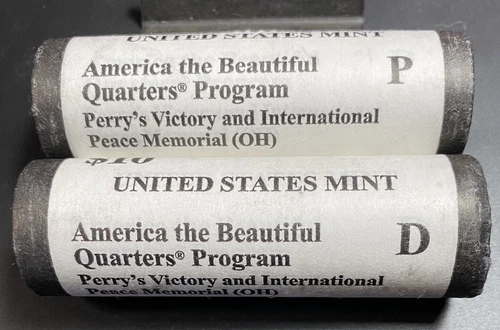 UNITED STATES MINT
America the Beautiful
Quarters® Program
P
Perry's Victory and International
Peace Memorial (OH)
$10
UNITED STATES MINT
America the Beautiful
Quarters® Program
D
Perry's Victory and International
Peace Memorial (OH)